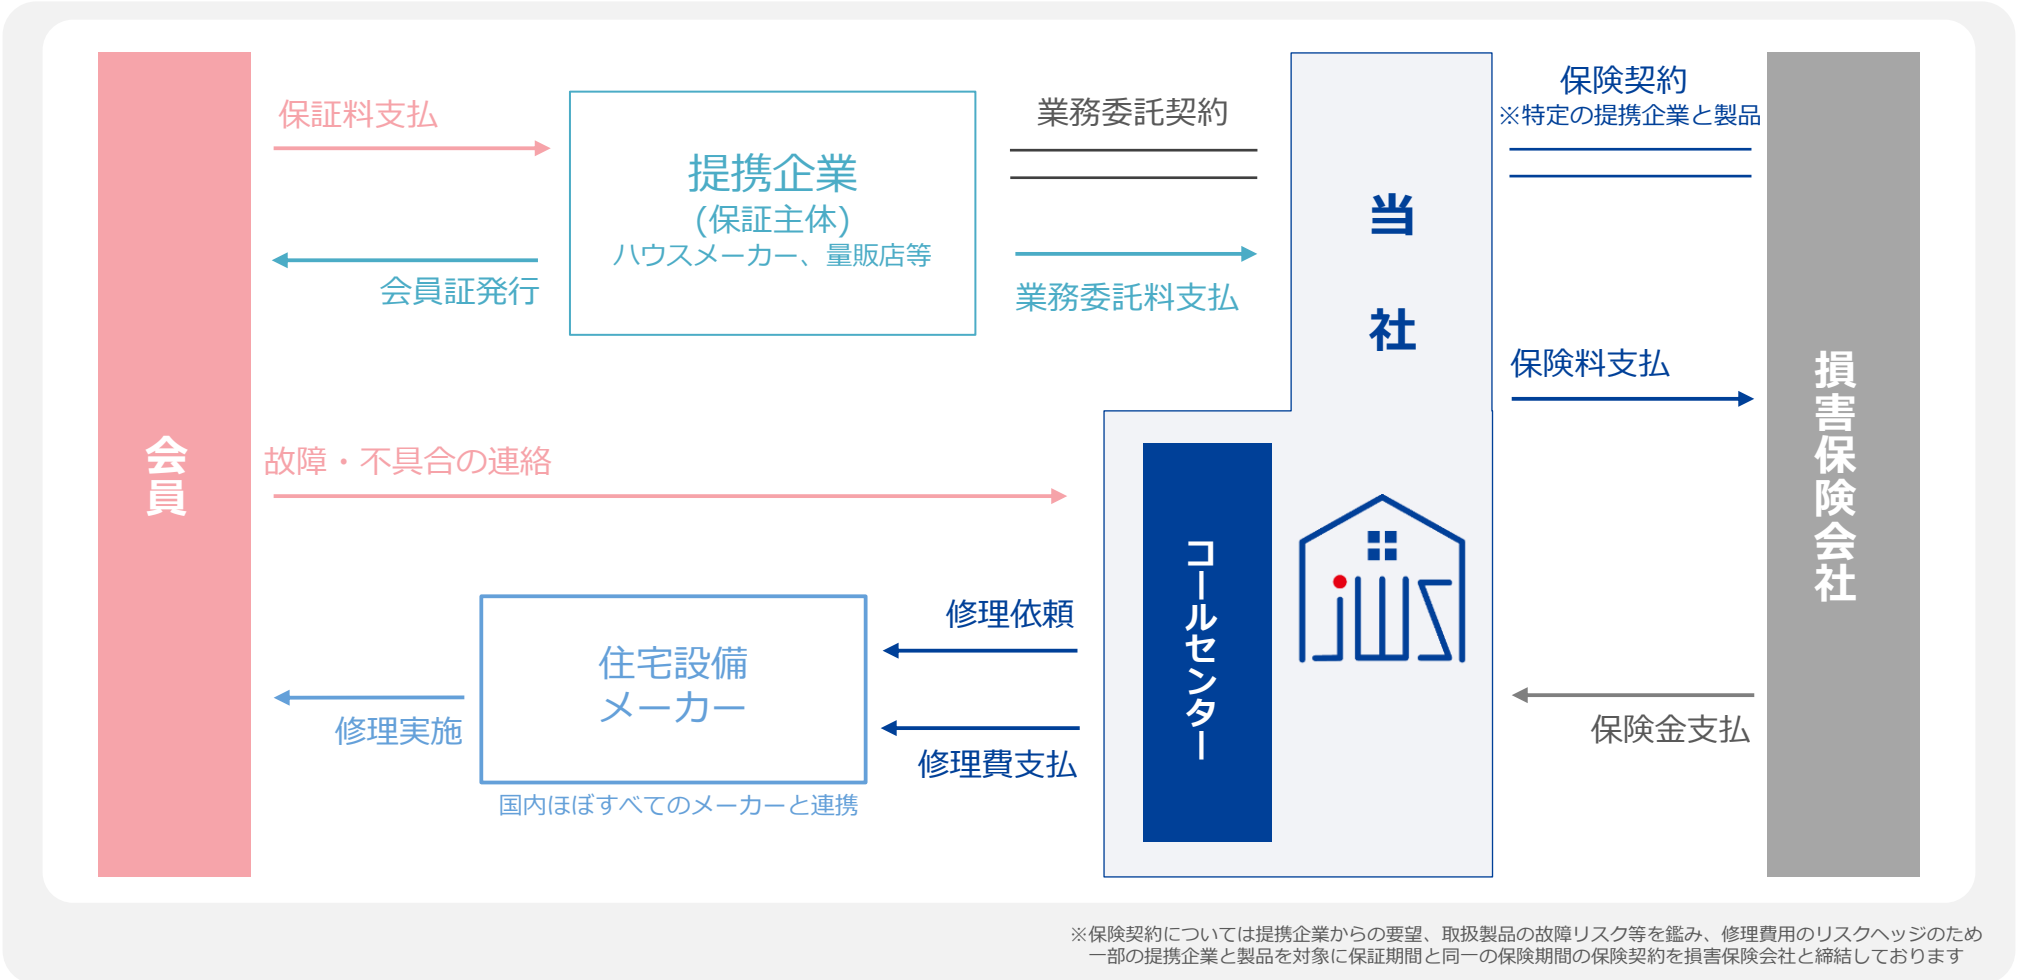 会員
保証料支払
会員証発行
提携企業
(保証主体)
ハウスメーカー、量販店等
業務委託契約
業務委託料支払
当社
保険契約
※特定の提携企業と製品
保険料支払
損害保険会社
故障・不具合の連絡
コールセンター
jws
修理依頼
修理費支払
住宅設備
メーカー
国内ほぼすべてのメーカーと連携
修理実施
保険金支払
※保険契約については提携企業からの要望、取扱製品の故障リスク等を鑑み、修理費用のリスクヘッジのため
一部の提携企業と製品を対象に保証期間と同一の保険期間の保険契約を損害保険会社と締結しております